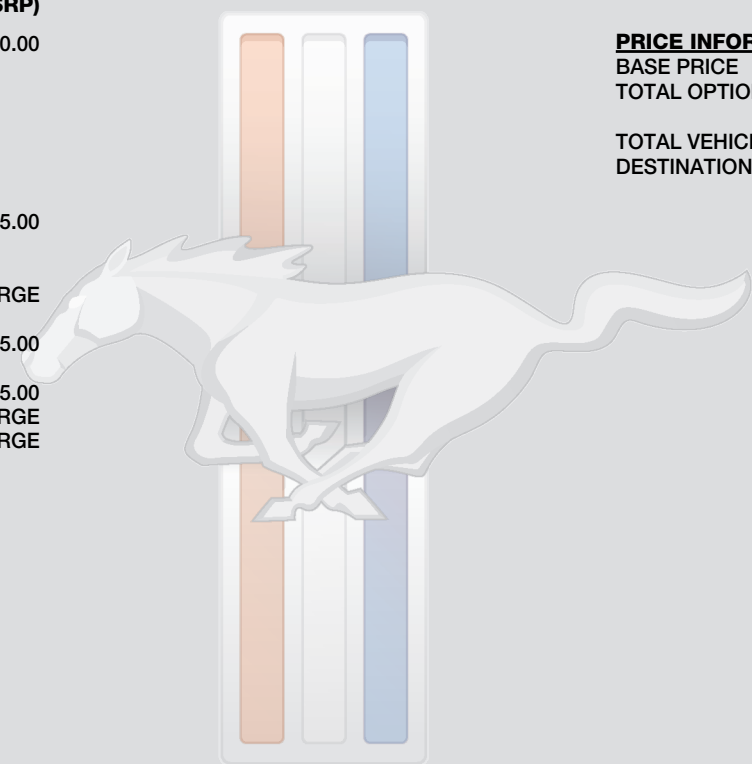 SRP)
0.00
5.00
RGE
5.00
5.00
RGE
RGE
PRICE INFOR
BASE PRICE
TOTAL OPTION
TOTAL VEHICL
DESTINATION